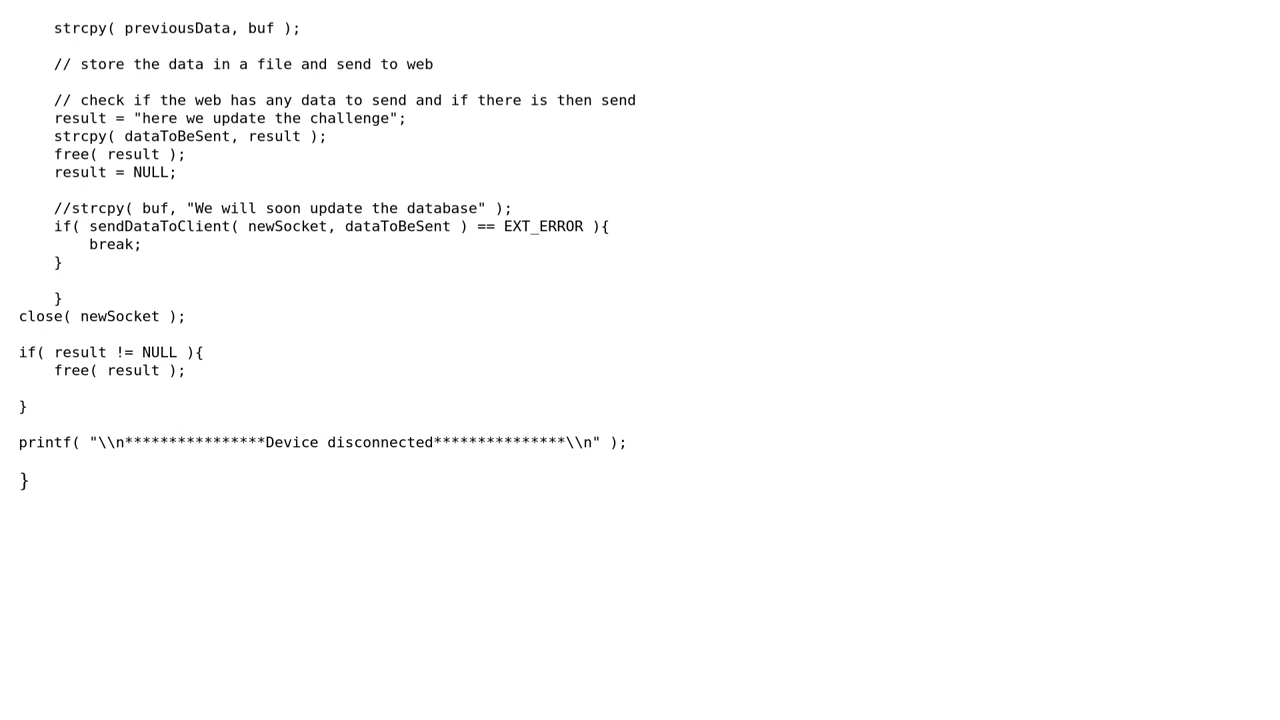 strcpy( previousData, buf );
// store the data in a file and send to web
// check if the web has any data to send and if there is then send
result = "here we update the challenge";
strcpy( dataToBeSent, result );
free( result );
result = NULL;
//strcpy( buf, "We will soon update the database" );
if( sendDataToClient( newSocket, dataToBeSent ) == EXT_ERROR ){
break;
}
}
close( newSocket );
if( result != NULL ){
free( result );
}
printf( "\\n****************Device disconnected***************\\n" );
}